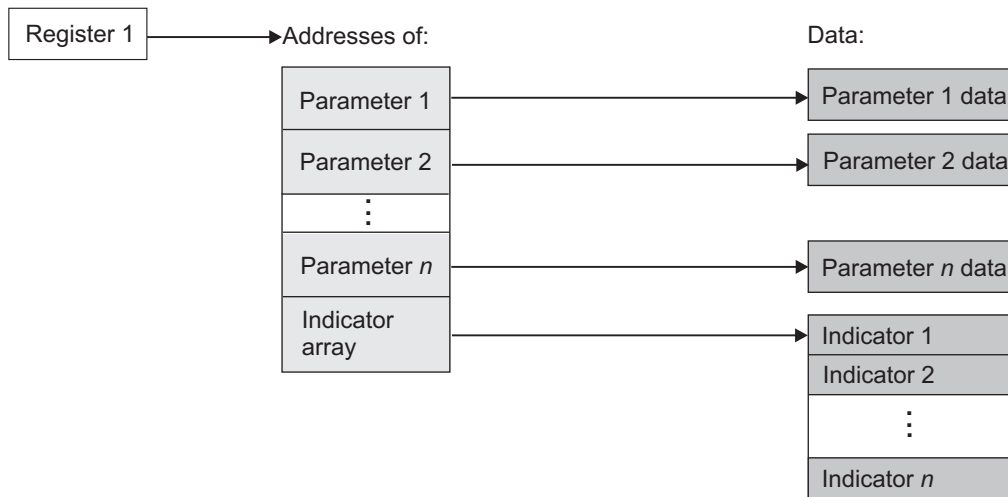 Register 1
Addresses of:
Data:
Parameter 1
Parameter 1 data
Parameter 2
Parameter 2 data
⋮
Parameter n
Parameter n data
Indicator
array
Indicator 1
Indicator 2
⋮
Indicator n